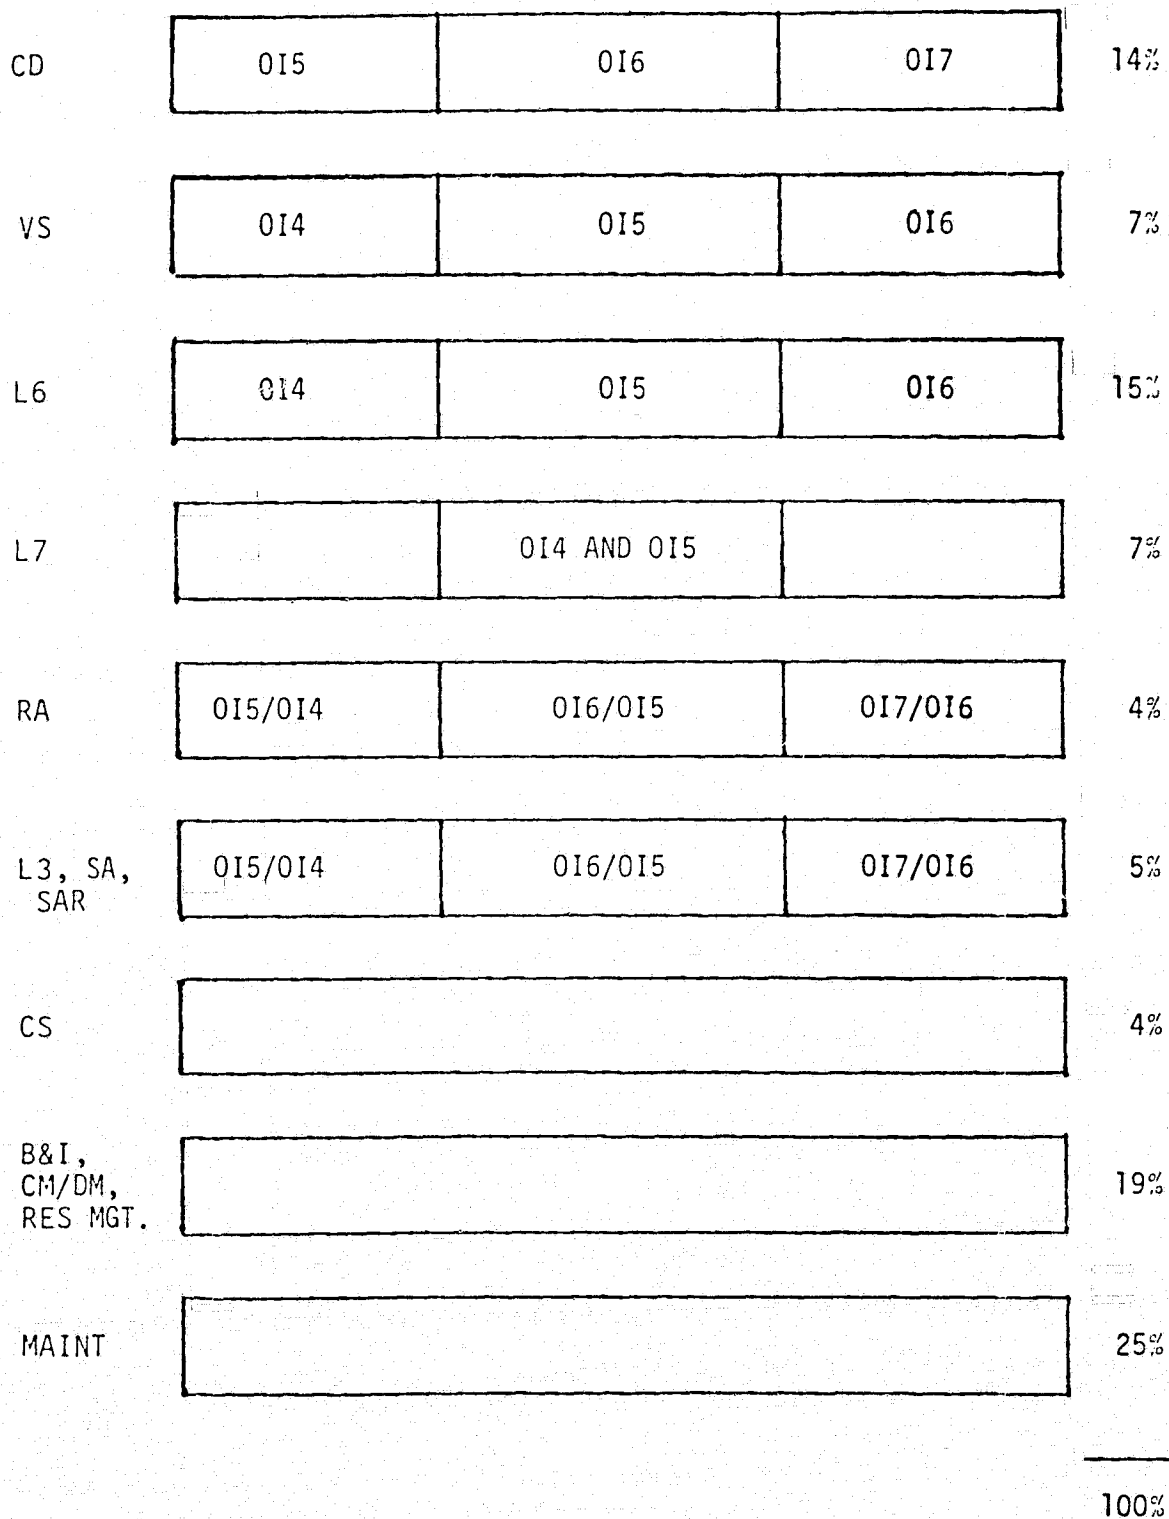 CD OI5 OI6 OI7 14%
VS OI4 OI5 OI6 7%
L6 OI4 OI5 OI6 15%
L7 OI4 AND OI5 7%
RA OI5/OI4 OI6/OI5 OI7/OI6 4%
L3, SA, OI5/OI4 OI6/OI5 OI7/OI6 5%
SAR
CS 4%
B&I,
CM/DM, 19%
RES MGT.
MAINT 25%
100%